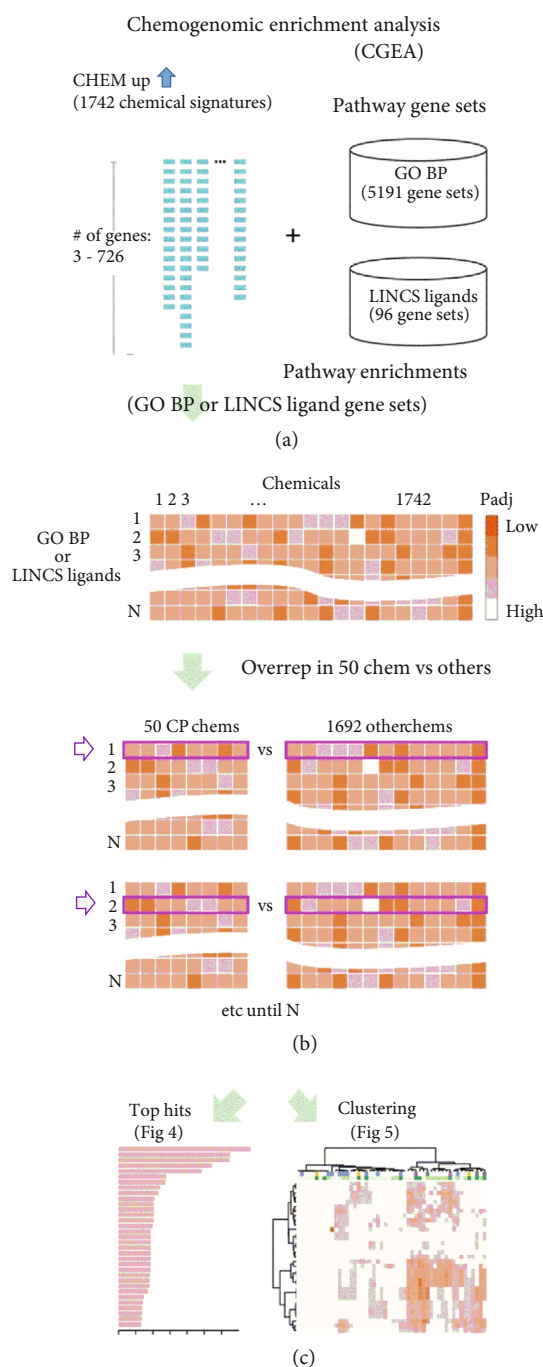 Chemogenomic enrichment analysis
(CGEA)
CHEM up
(1742 chemical signatures)
Pathway gene sets
...
GO BP
(5191 gene sets)
# of genes:
3 - 726
+
LINCS ligands
(96 gene sets)
Pathway enrichments
(GO BP or LINCS ligand gene sets)
(a)
Chemicals
1 2 3 ... 1742 Padj
GO BP
or
LINCS ligands
1
2
3
N
Low
High
Overrep in 50 chem vs others
50 CP chems 1692 otherchems
1 vs
2
3
N
1
2 vs
3
N
etc until N
(b)
Top hits
(Fig 4)
Clustering
(Fig 5)
(c)